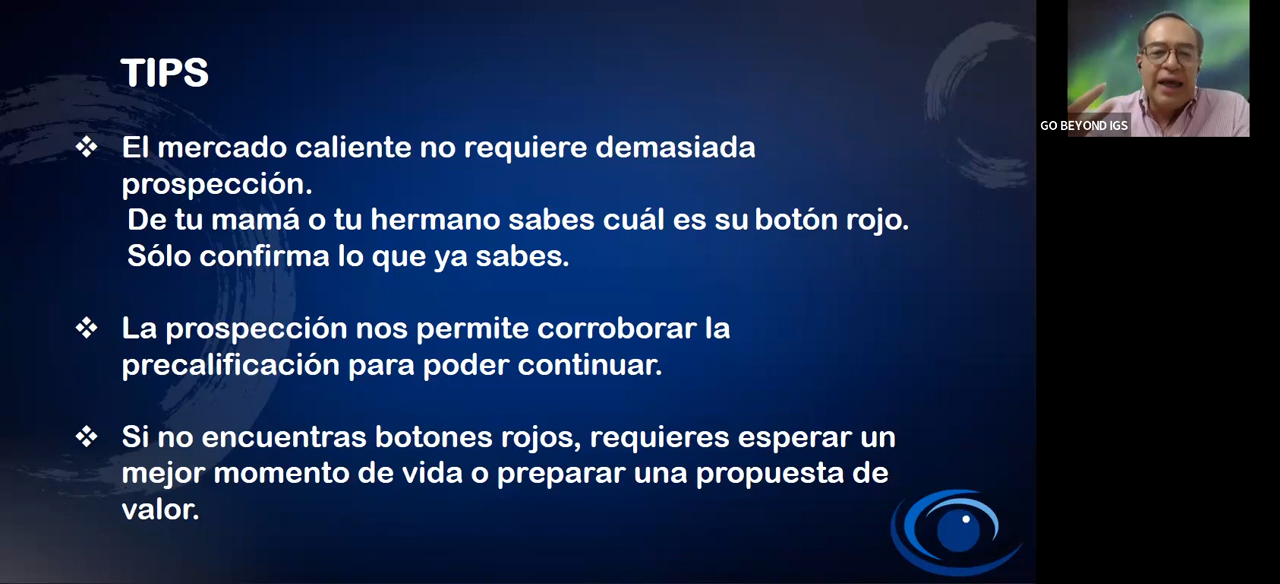 TIPS
❖ El mercado caliente no requiere demasiada
prospección.
De tu mamá o tu hermano sabes cuál es su botón rojo.
Sólo confirma lo que ya sabes.
❖ La prospección nos permite corroborar la
precalificación para poder continuar.
❖ Si no encuentras botones rojos, requieres esperar un
mejor momento de vida o preparar una propuesta de
valor.
GO BEYOND IGS